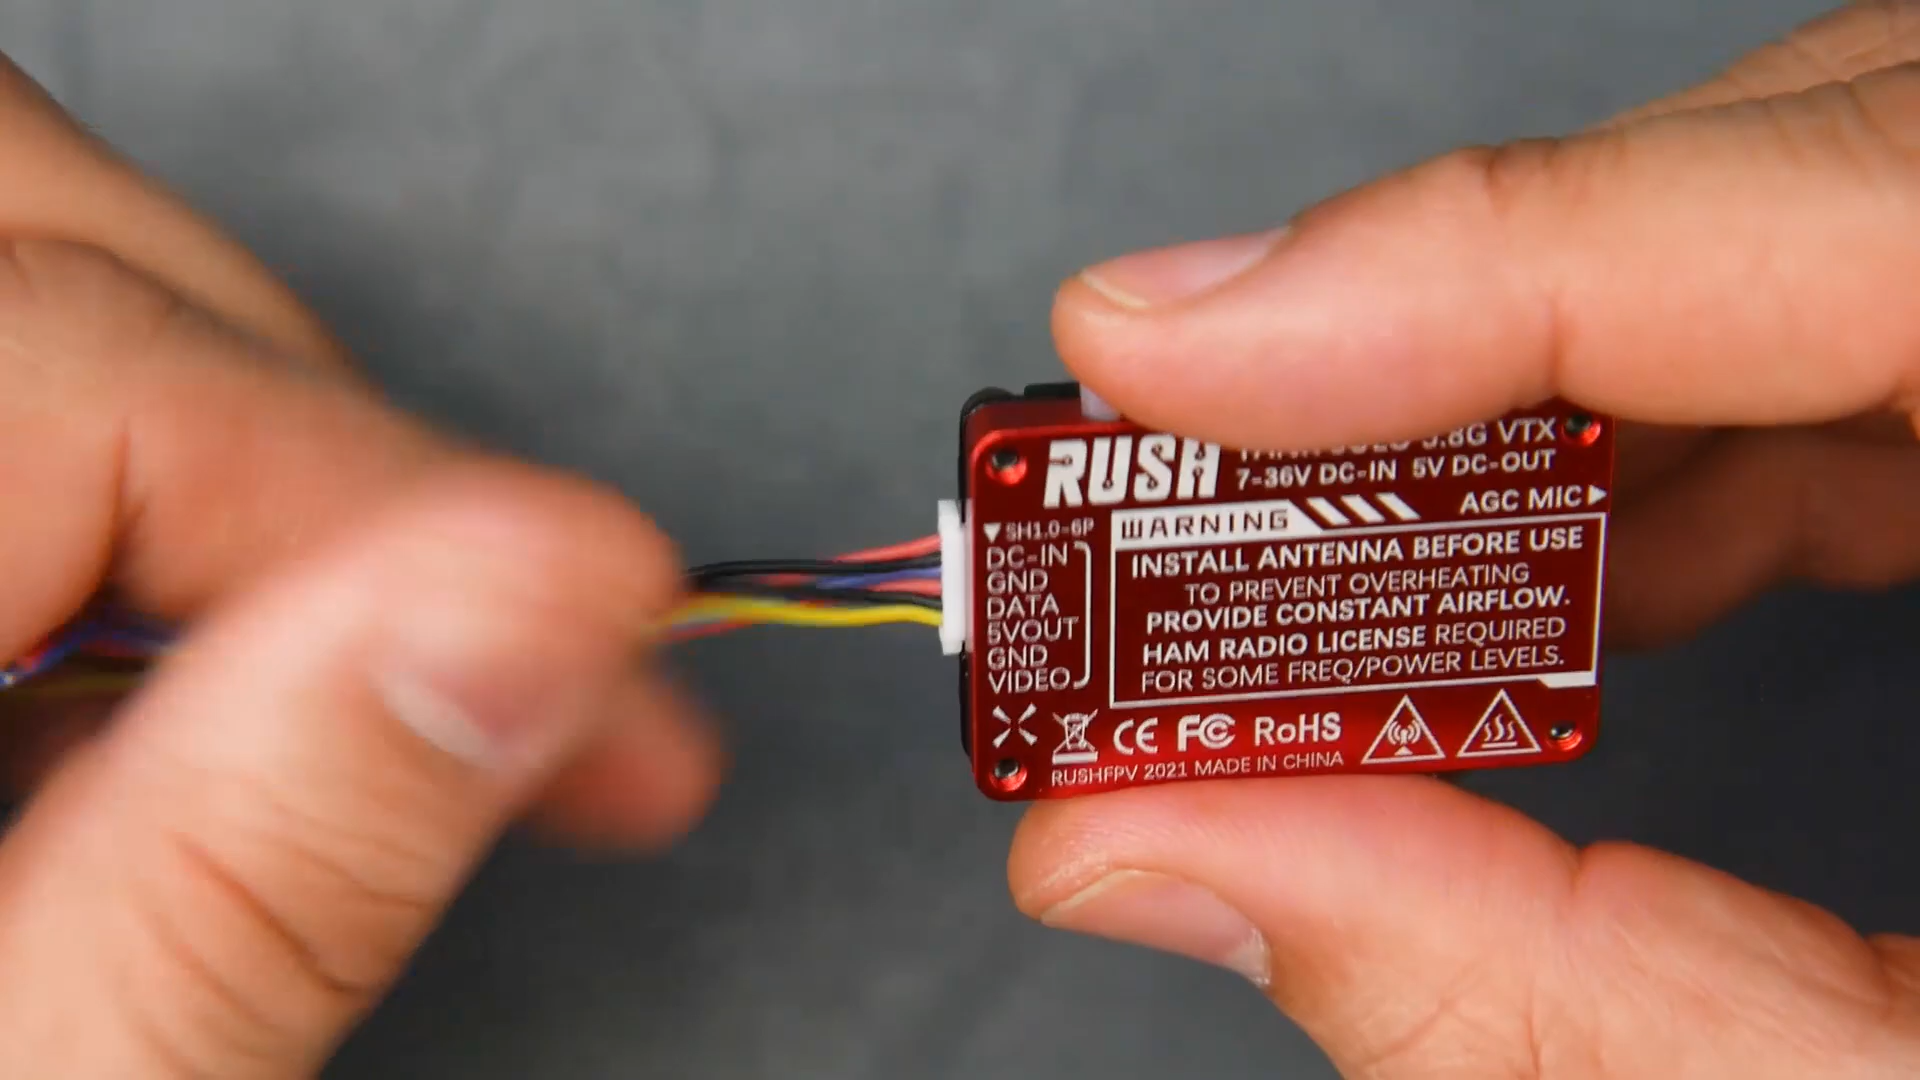 RUSH
5.8G VTX
7-36V DC-IN 5V DC-OUT
AGC MIC▶
▼SH1.0-6P
DC-IN
GND
DATA
5VOUT
GND
VIDEO
WARNING
INSTALL ANTENNA BEFORE USE
TO PREVENT OVERHEATING
PROVIDE CONSTANT AIRFLOW.
HAM RADIO LICENSE REQUIRED
FOR SOME FREQ/POWER LEVELS.
CE FC RoHS
RUSHFPV 2021 MADE IN CHINA